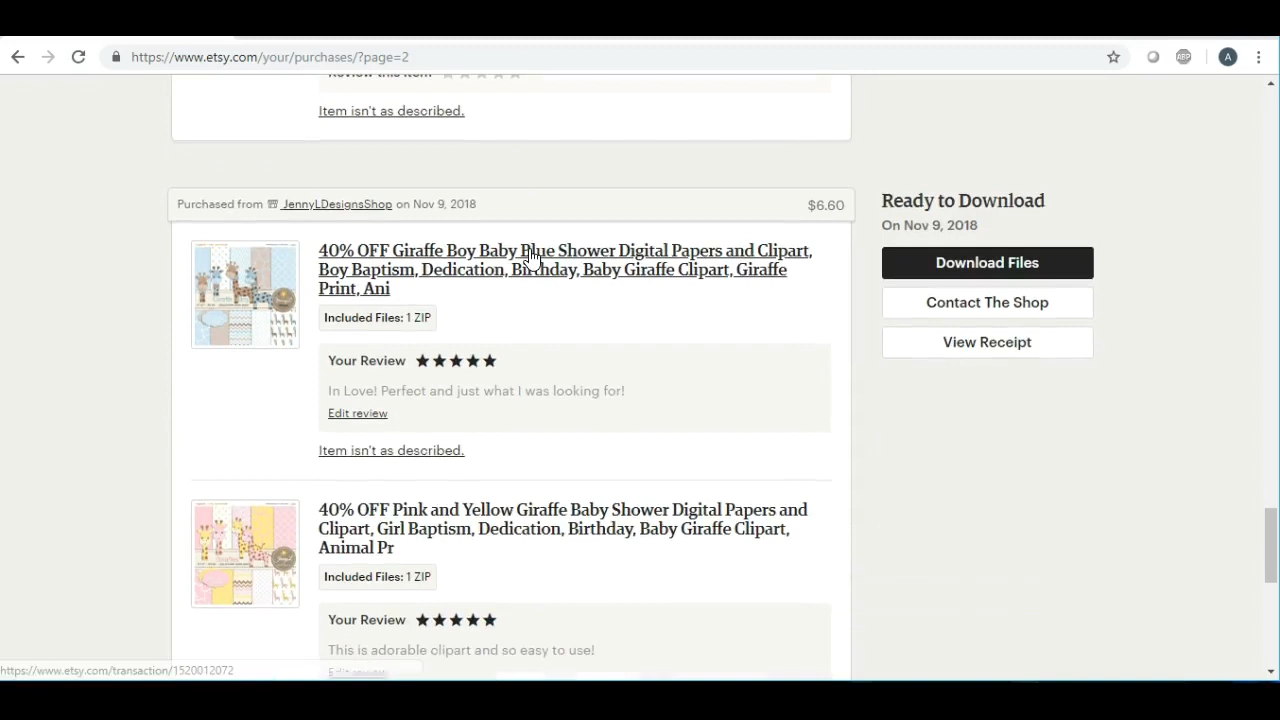 https://www.etsy.com/your/purchases/?page=2
ABP
A
Review this item
Item isn't as described.
Purchased from JennyLDesignsShop on Nov 9, 2018
$6.60
40% OFF Giraffe Boy Baby Blue Shower Digital Papers and Clipart,
Boy Baptism, Dedication, Birthday, Baby Giraffe Clipart, Giraffe
Print, Ani
Included Files: 1 ZIP
Your Review
In Love! Perfect and just what I was looking for!
Edit review
Item isn't as described.
Ready to Download
On Nov 9, 2018
Download Files
Contact The Shop
View Receipt
40% OFF Pink and Yellow Giraffe Baby Shower Digital Papers and
Clipart, Girl Baptism, Dedication, Birthday, Baby Giraffe Clipart,
Animal Pr
Included Files: 1 ZIP
Your Review
This is adorable clipart and so easy to use!
Edit review
https://www.etsy.com/transaction/1520012072